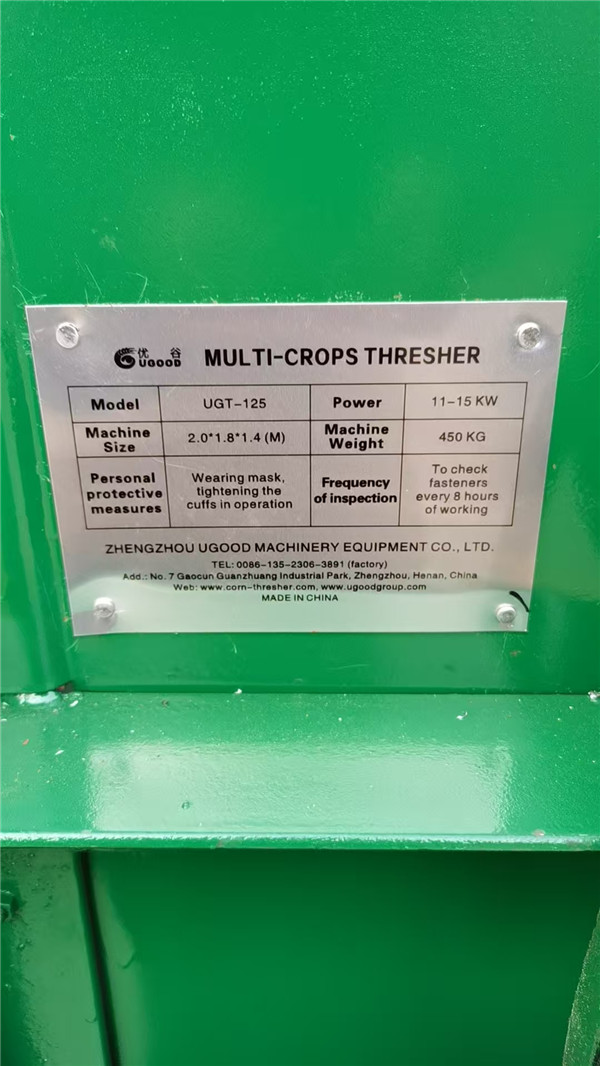 优 谷
UGOOD
MULTI-CROPS THRESHER
Model
UGT-125
Power
11-15 KW
Machine
Size
2.0*1.8*1.4 (M)
Machine
Weight
450 KG
Personal
protective
measures
Wearing mask,
tightening the
cuffs in operation
Frequency
of inspection
To check
fasteners
every 8 hours
of working
ZHENGZHOU UGOOD MACHINERY EQUIPMENT CO., LTD.
TEL: 0086-135-2306-3891 (factory)
Add.: No. 7 Gaocun Guanzhuang Industrial Park, Zhengzhou, Henan, China
Web: www.corn-thresher.com, www.ugoodgroup.com
MADE IN CHINA